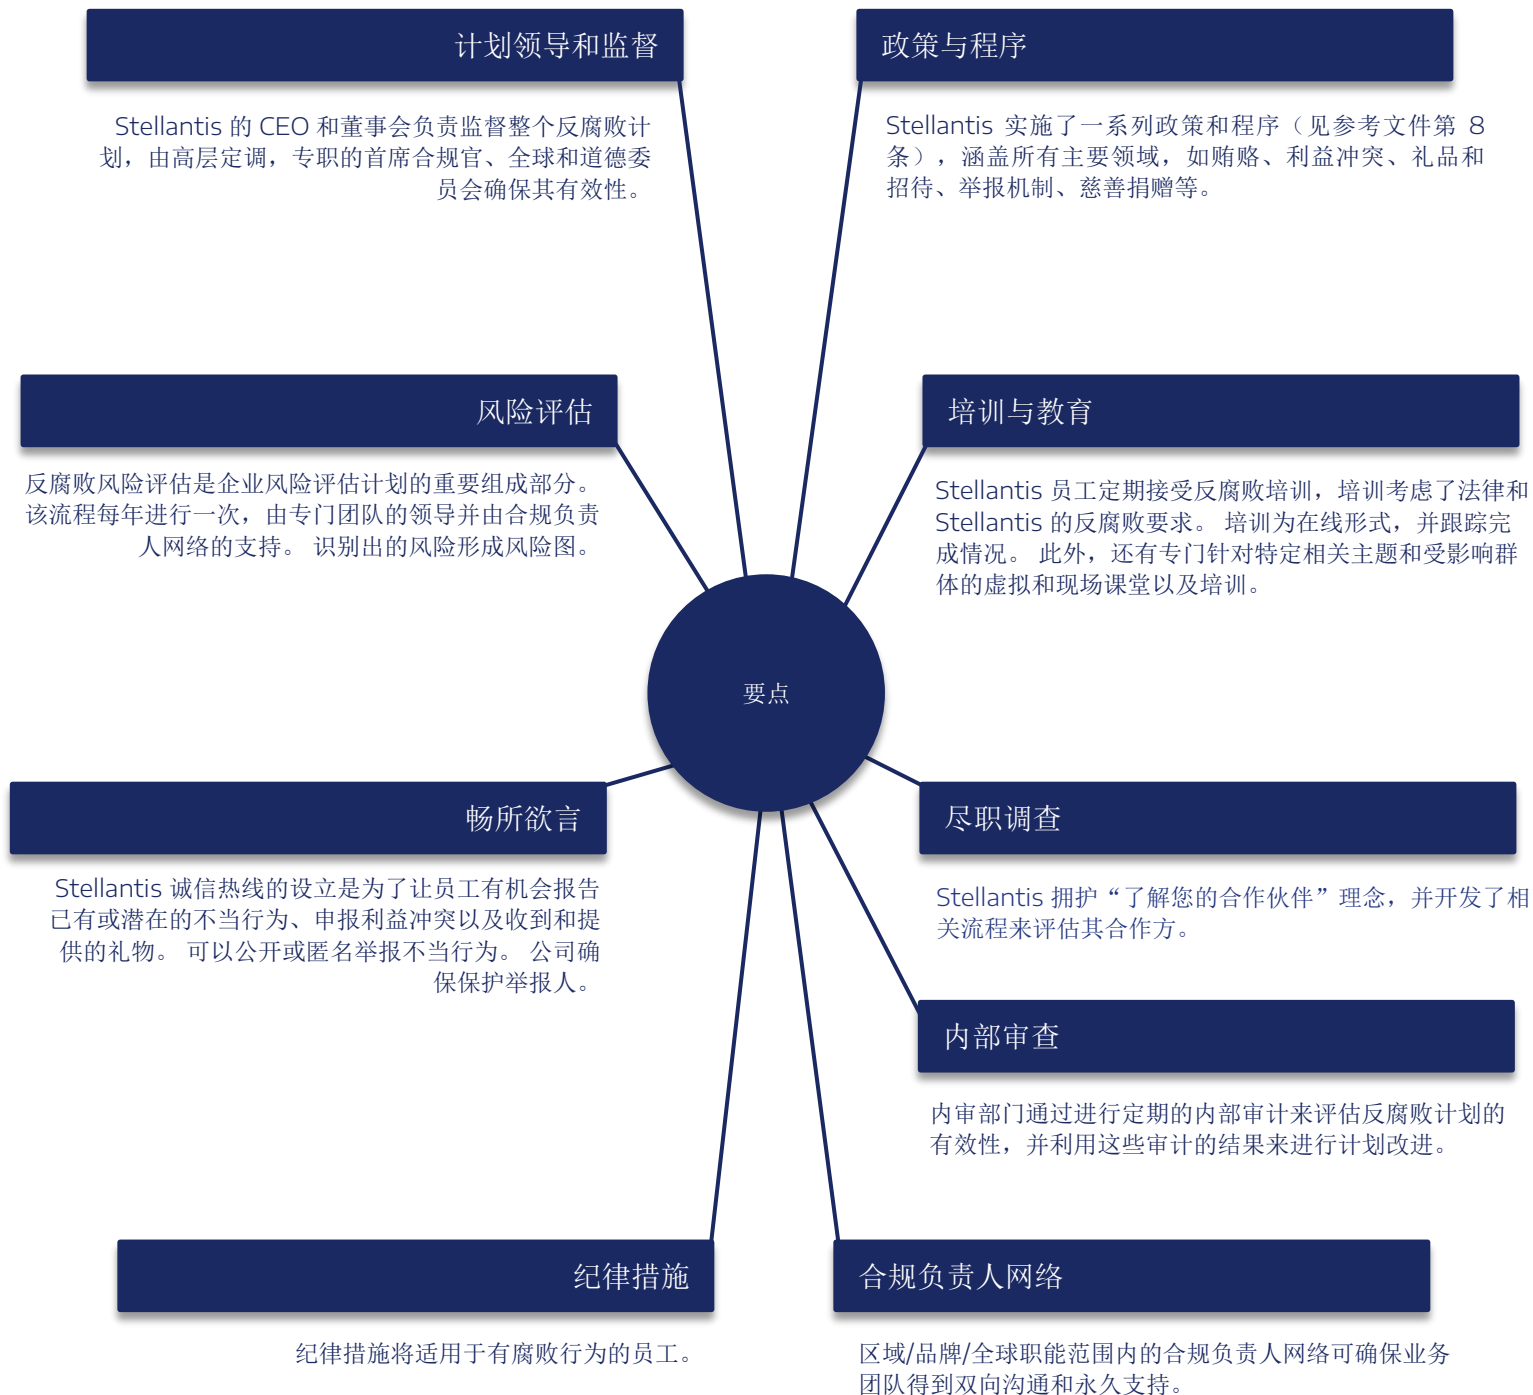 计划领导和监督
Stellantis 的 CEO 和董事会负责监督整个反腐败计
划，由高层定调，专职的首席合规官、全球和道德委
员会确保其有效性。
政策与程序
Stellantis 实施了一系列政策和程序（见参考文件第 8
条），涵盖所有主要领域，如贿赂、利益冲突、礼品和
招待、举报机制、慈善捐赠等。
风险评估
反腐败风险评估是企业风险评估计划的重要组成部分。
该流程每年进行一次，由专门团队的领导并由合规负责
人网络的支持。 识别出的风险形成风险图。
培训与教育
Stellantis 员工定期接受反腐败培训，培训考虑了法律和
Stellantis 的反腐败要求。 培训为在线形式，并跟踪完
成情况。 此外，还有专门针对特定相关主题和受影响群
体的虚拟和现场课堂以及培训。
要点
畅所欲言
Stellantis 诚信热线的设立是为了让员工有机会报告
已有或潜在的不当行为、申报利益冲突以及收到和提
供的礼物。 可以公开或匿名举报不当行为。 公司确
保保护举报人。
尽职调查
Stellantis 拥护“了解您的合作伙伴”理念，并开发了相
关流程来评估其合作方。
内部审查
内审部门通过进行定期的内部审计来评估反腐败计划的
有效性，并利用这些审计的结果来进行计划改进。
纪律措施
纪律措施将适用于有腐败行为的员工。
合规负责人网络
区域/品牌/全球职能范围内的合规负责人网络可确保业务
团队得到双向沟通和永久支持。